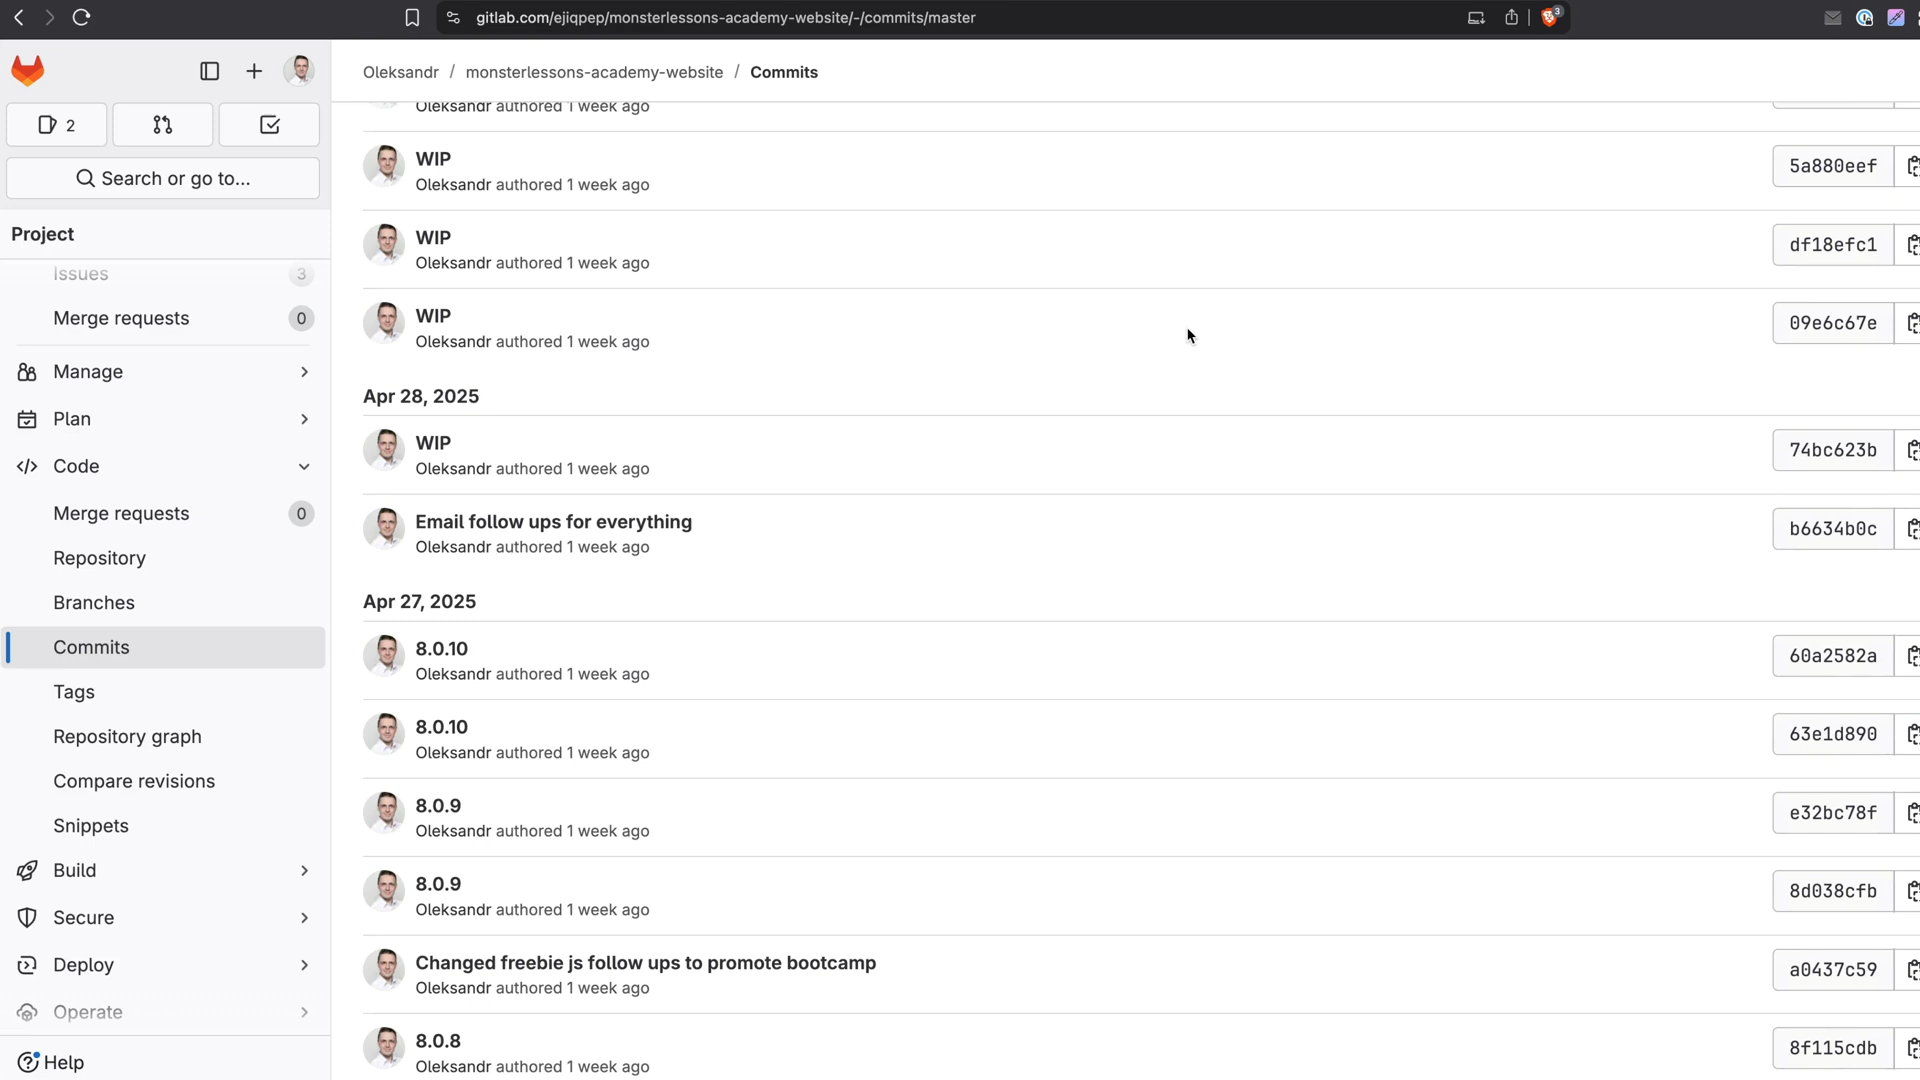 gitlab.com/ejiqpep/monsterlessons-academy-website/-/commits/master
3
Oleksandr / monsterlessons-academy-website / Commits
2
Search or go to...
Project
Issues 3
Merge requests 0
Manage
Plan
Code
Merge requests 0
Repository
Branches
Commits
Tags
Repository graph
Compare revisions
Snippets
Build
Secure
Deploy
Operate
Help
Oleksandr authored 1 week ago
WIP
Oleksandr authored 1 week ago
5a880eef
WIP
Oleksandr authored 1 week ago
df18efc1
WIP
Oleksandr authored 1 week ago
09e6c67e
Apr 28, 2025
WIP
Oleksandr authored 1 week ago
74bc623b
Email follow ups for everything
Oleksandr authored 1 week ago
b6634b0c
Apr 27, 2025
8.0.10
Oleksandr authored 1 week ago
60a2582a
8.0.10
Oleksandr authored 1 week ago
63e1d890
8.0.9
Oleksandr authored 1 week ago
e32bc78f
8.0.9
Oleksandr authored 1 week ago
8d038cfb
Changed freebie js follow ups to promote bootcamp
Oleksandr authored 1 week ago
a0437c59
8.0.8
Oleksandr authored 1 week ago
8f115cdb